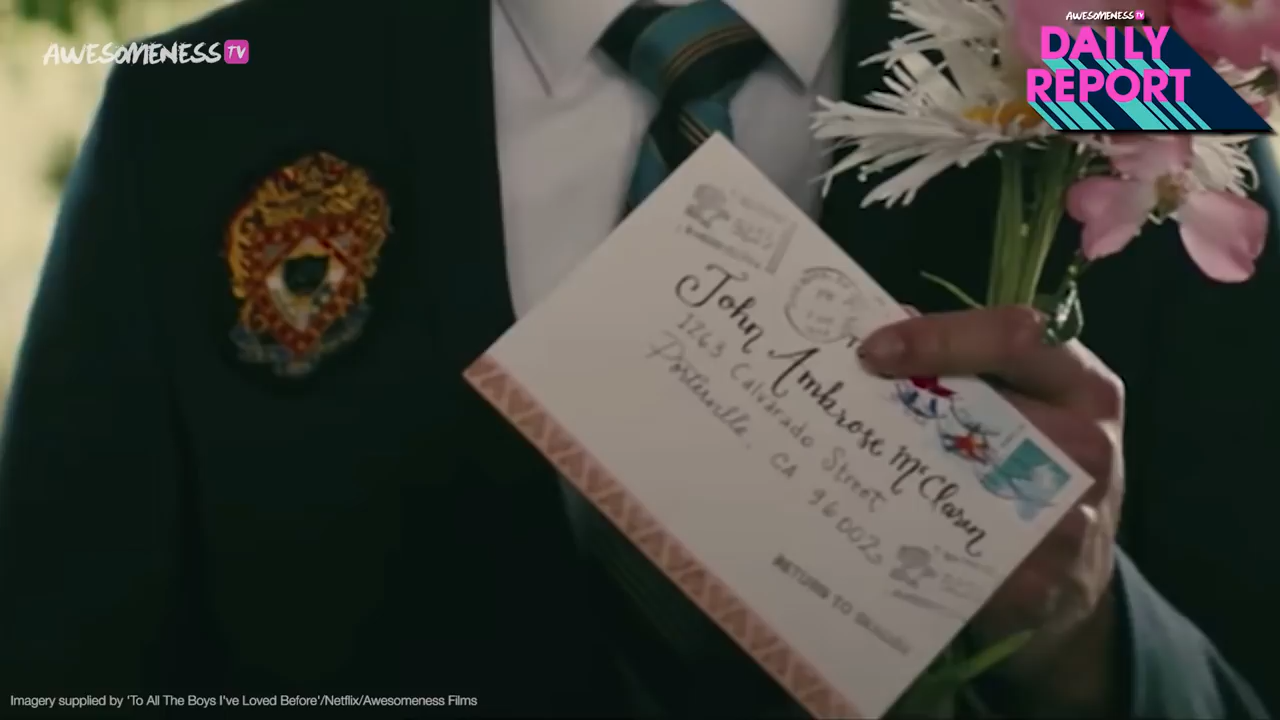 AWESOMENESS TV
AWESOMENESS TV
DAILY
REPORT
John Ambrose McClaren
1263 Calvarado Street
Porterville, CA 96002
RETURN TO SENDER
Imagery supplied by 'To All The Boys I've Loved Before'/Netflix/Awesomeness Films